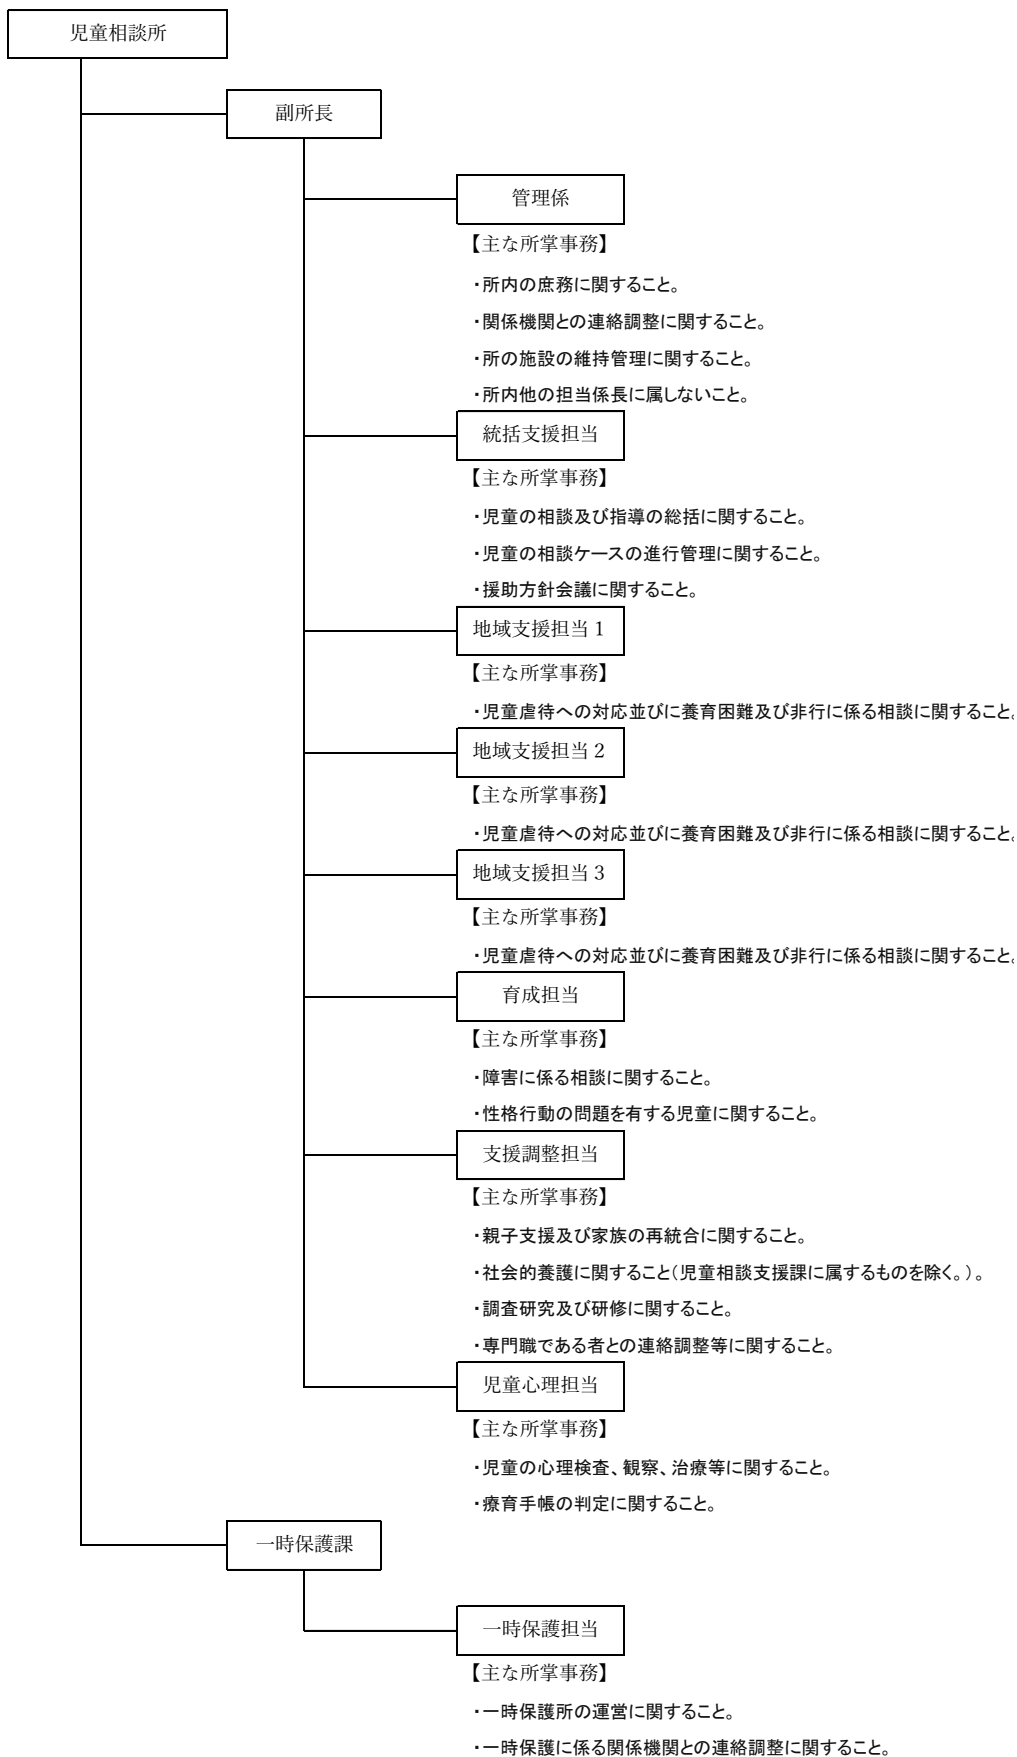 児童相談所
副所長
管理係
【主な所掌事務】
・所内の庶務に関すること。
・関係機関との連絡調整に関すること。
・所の施設の維持管理に関すること。
・所内他の担当係長に属しないこと。
統括支援担当
【主な所掌事務】
・児童の相談及び指導の総括に関すること。
・児童の相談ケースの進行管理に関すること。
・援助方針会議に関すること。
地域支援担当１
【主な所掌事務】
・児童虐待への対応並びに養育困難及び非行に係る相談に関すること。
地域支援担当２
【主な所掌事務】
・児童虐待への対応並びに養育困難及び非行に係る相談に関すること。
地域支援担当３
【主な所掌事務】
・児童虐待への対応並びに養育困難及び非行に係る相談に関すること。
育成担当
【主な所掌事務】
・障害に係る相談に関すること。
・性格行動の問題を有する児童に関すること。
支援調整担当
【主な所掌事務】
・親子支援及び家族の再統合に関すること。
・社会的養護に関すること（児童相談支援課に属するものを除く。）。
・調査研究及び研修に関すること。
・専門職である者との連絡調整等に関すること。
児童心理担当
【主な所掌事務】
・児童の心理検査、観察、治療等に関すること。
・療育手帳の判定に関すること。
一時保護課
一時保護担当
【主な所掌事務】
・一時保護所の運営に関すること。
・一時保護に係る関係機関との連絡調整に関すること。